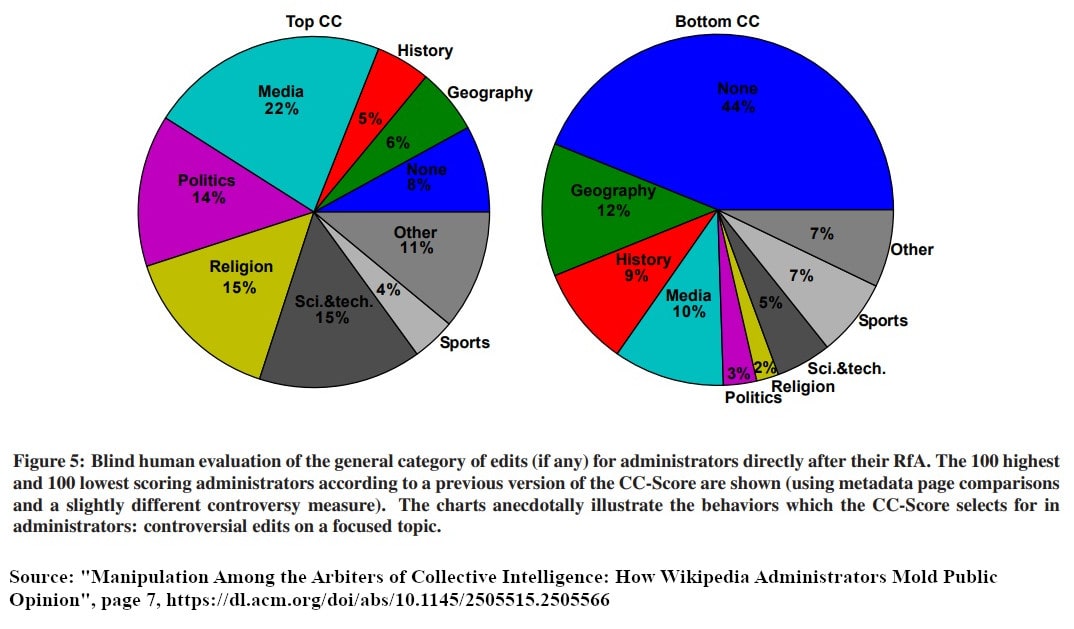 Top CC
History
Geography
Media
22%
5%
6%
None
8%
Politics
14%
Religion
15%
Sci.&tech.
15%
4%
Sports
Other
11%
Bottom CC
None
44%
Geography
12%
History
9%
Media
10%
3%
Politics
2%
Religion
5%
Sci.&tech.
7%
Sports
7%
Other
Figure 5: Blind human evaluation of the general category of edits (if any) for administrators directly after their RfA. The 100 highest
and 100 lowest scoring administrators according to a previous version of the CC-Score are shown (using metadata page comparisons
and a slightly different controversy measure). The charts anecdotally illustrate the behaviors which the CC-Score selects for in
administrators: controversial edits on a focused topic.
Source: "Manipulation Among the Arbiters of Collective Intelligence: How Wikipedia Administrators Mold Public
Opinion", page 7, https://dl.acm.org/doi/abs/10.1145/2505515.2505566